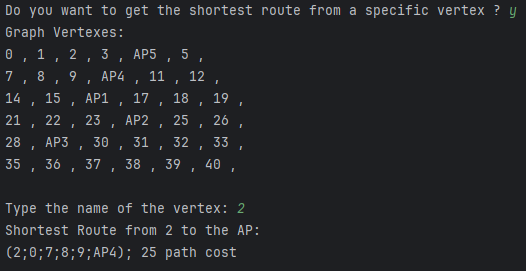 Do you want to get the shortest route from a specific vertex ? y
Graph Vertexes:
0 , 1 , 2 , 3 , AP5 , 5 ,
7 , 8 , 9 , AP4 , 11 , 12 ,
14 , 15 , AP1 , 17 , 18 , 19 ,
21 , 22 , 23 , AP2 , 25 , 26 ,
28 , AP3 , 30 , 31 , 32 , 33 ,
35 , 36 , 37 , 38 , 39 , 40 ,
Type the name of the vertex: 2
Shortest Route from 2 to the AP:
(2;0;7;8;9;AP4); 25 path cost